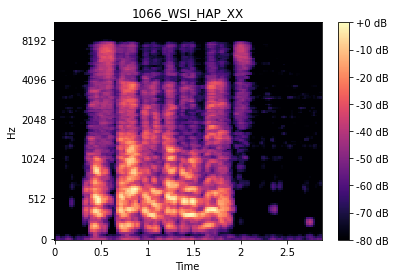 1066_WSI_HAP_XX
+0 dB
8192
-10 dB
4096
-20 dB
-30 dB
2048
Hz
-40 dB
1024
-50 dB
512
-60 dB
-70 dB
0
-80 dB
0 0.5 1 1.5 2 2.5
Time